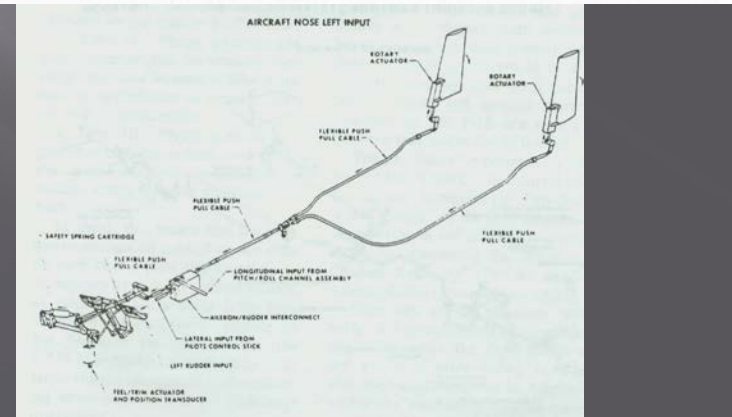 AIRCRAFT NOSE LEFT INPUT
ROTARY
ACTUATOR
ROTARY
ACTUATOR
FLEXIBLE PUSH
PULL CABLE
FLEXIBLE PUSH
PULL CABLE
FLEXIBLE PUSH
PULL CABLE
- SAFETY SPRING CARTRIDGE
FLEXIBLE PUSH
PULL CABLE
LONGITUDINAL INPUT FROM
PITCH/ROLL CHANNEL ASSEMBLY
AILERON/RUDDER INTERCONNECT
LATERAL INPUT FROM
PILOTS CONTROL STICK
LEFT RUDDER INPUT
FEEL/TRIM ACTUATOR
AND POSITION TRANSDUCER